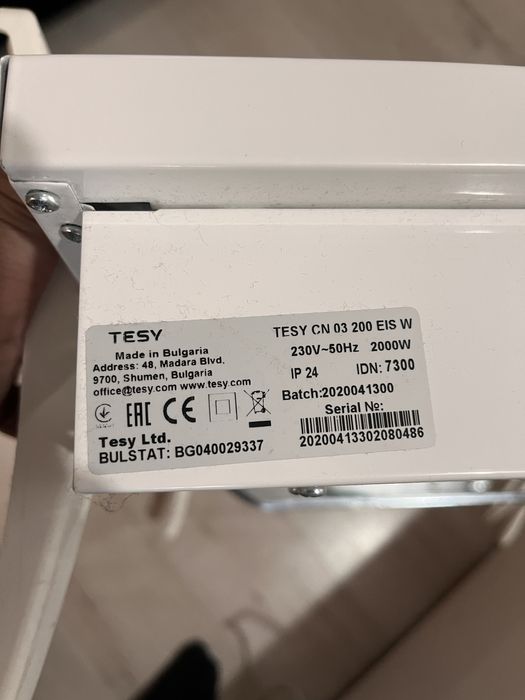 TESY
Made in Bulgaria
Address: 48, Madara Blvd.
9700, Shumen, Bulgaria
office@tesy.com www.tesy.com
EAC CE
Tesy Ltd.
BULSTAT: BG040029337
TESY CN 03 200 EIS W
230V~50Hz 2000W
IP 24 IDN: 7300
Batch:2020041300
Serial No:
20200413302080486